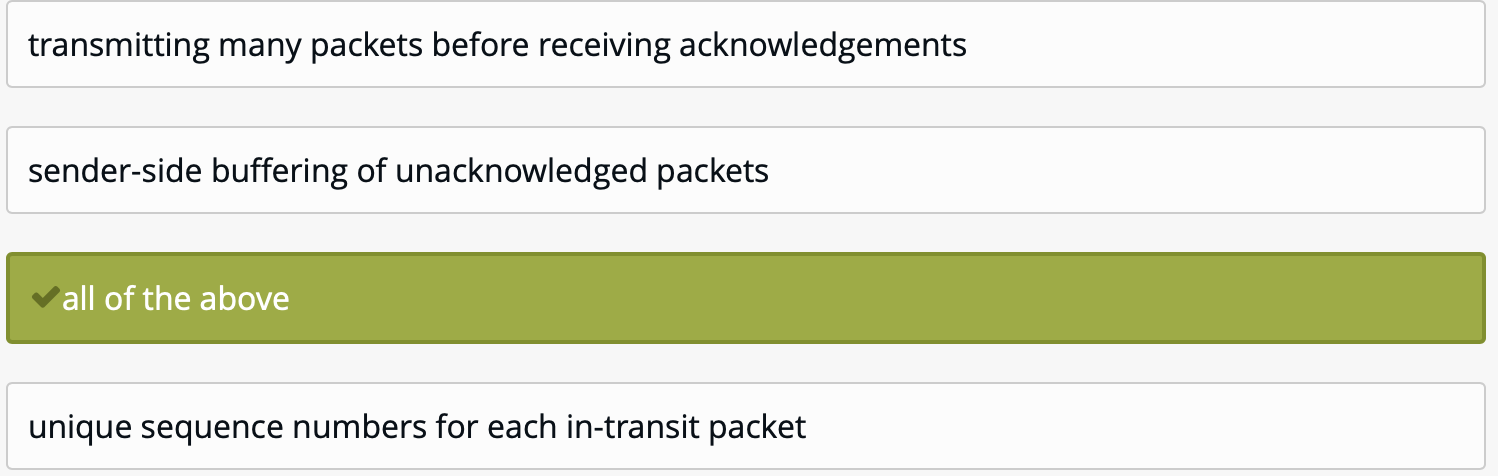 transmitting many packets before receiving acknowledgements
sender-side buffering of unacknowledged packets
all of the above
unique sequence numbers for each in-transit packet